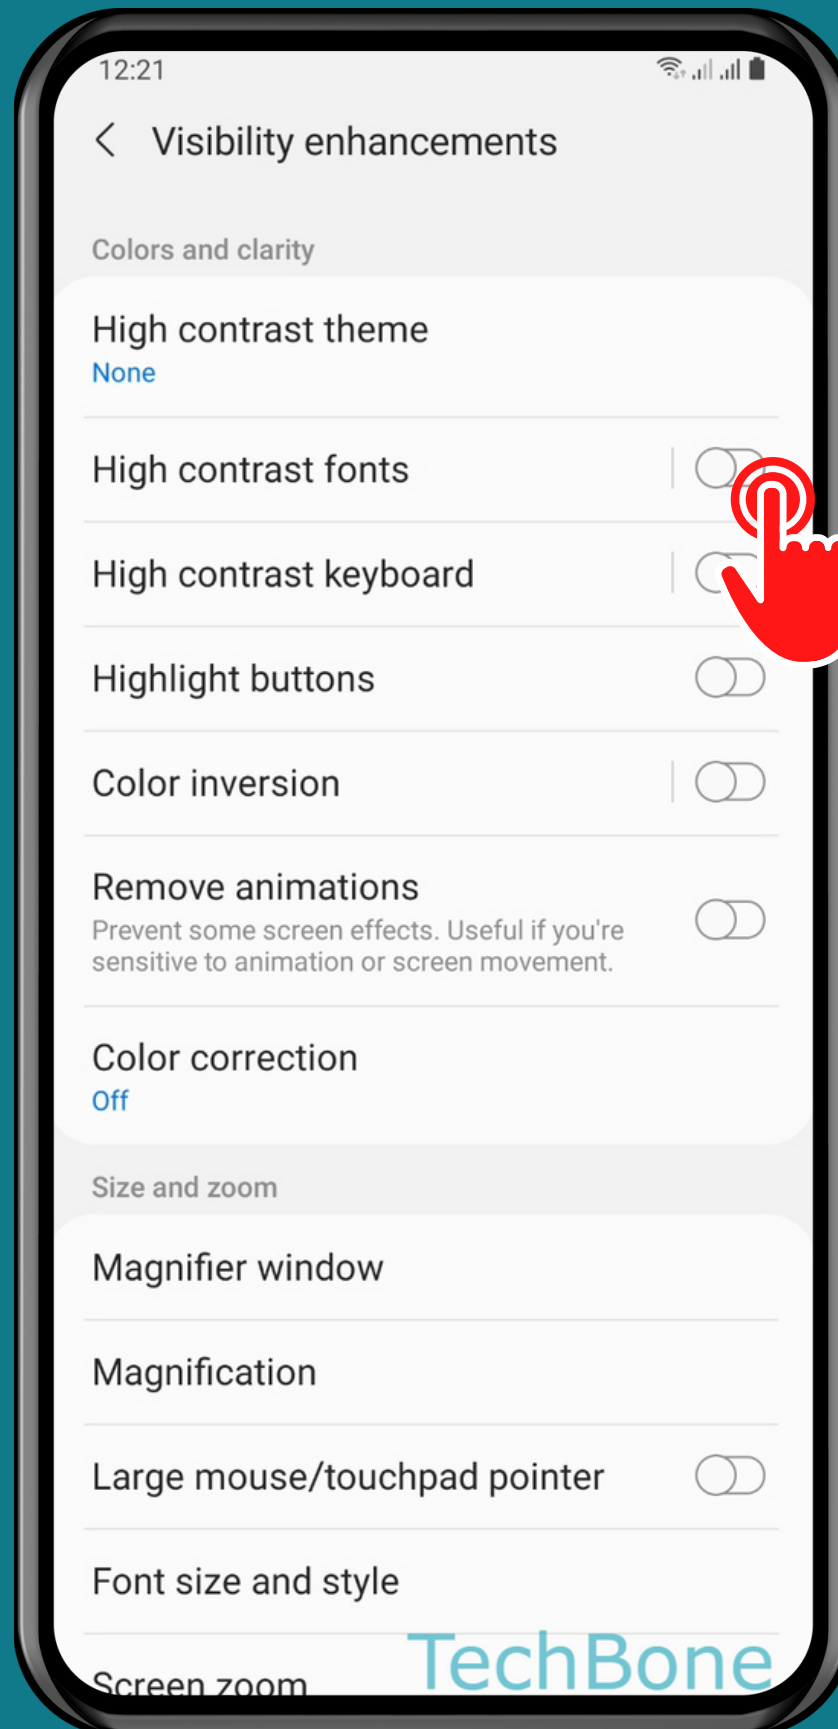 12:21
Visibility enhancements
Colors and clarity
High contrast theme
None
High contrast fonts
High contrast keyboard
Highlight buttons
Color inversion
Remove animations
Prevent some screen effects. Useful if you're
sensitive to animation or screen movement.
Color correction
Off
Size and zoom
Magnifier window
Magnification
Large mouse/touchpad pointer
Font size and style
Screen zoom
TechBone